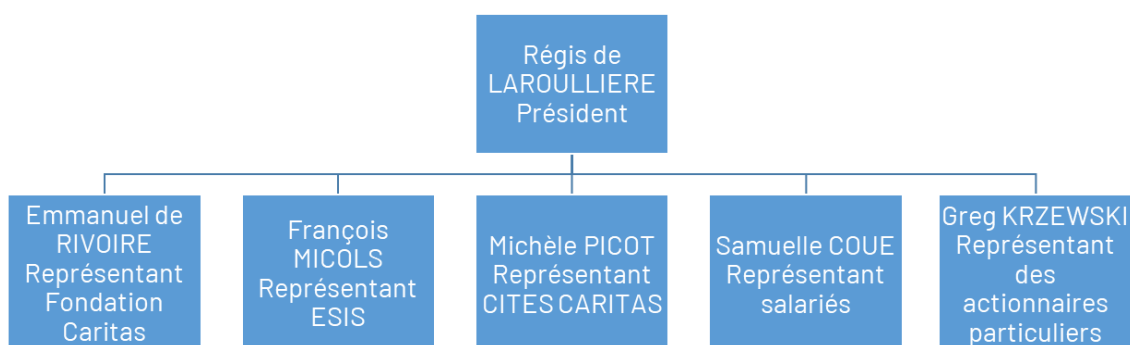 Régis de
LAROULLIERE
Président
Emmanuel de
RIVOIRE
Représentant
Fondation
Caritas
François
MICOLS
Représentant
ESIS
Michèle PICOT
Représentant
CITES CARITAS
Samuelle COUE
Représentant
salariés
Greg KRZEWSKI
Représentant
des
actionnaires
particuliers